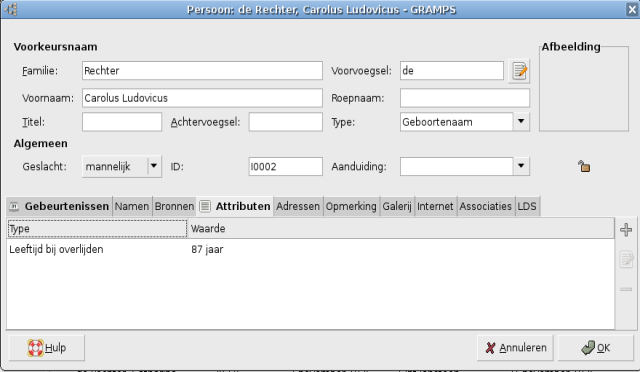 Persoon: de Rechter, Carolus Ludovicus - GRAMPS
Voorkeursnaam
Afbeelding
Familie: Rechter Voorvoegsel: de
Voornaam: Carolus Ludovicus Roepnaam:
Titel: Achtervoegsel: Type: Geboortenaam
Algemeen
Geslacht: mannelijk ID: I0002 Aanduiding:
Gebeurtenissen Namen Bronnen Attributen Adressen Opmerking Galerij Internet Associaties LDS
Type Waarde
Leeftijd bij overlijden 87 jaar
Hulp Annuleren OK